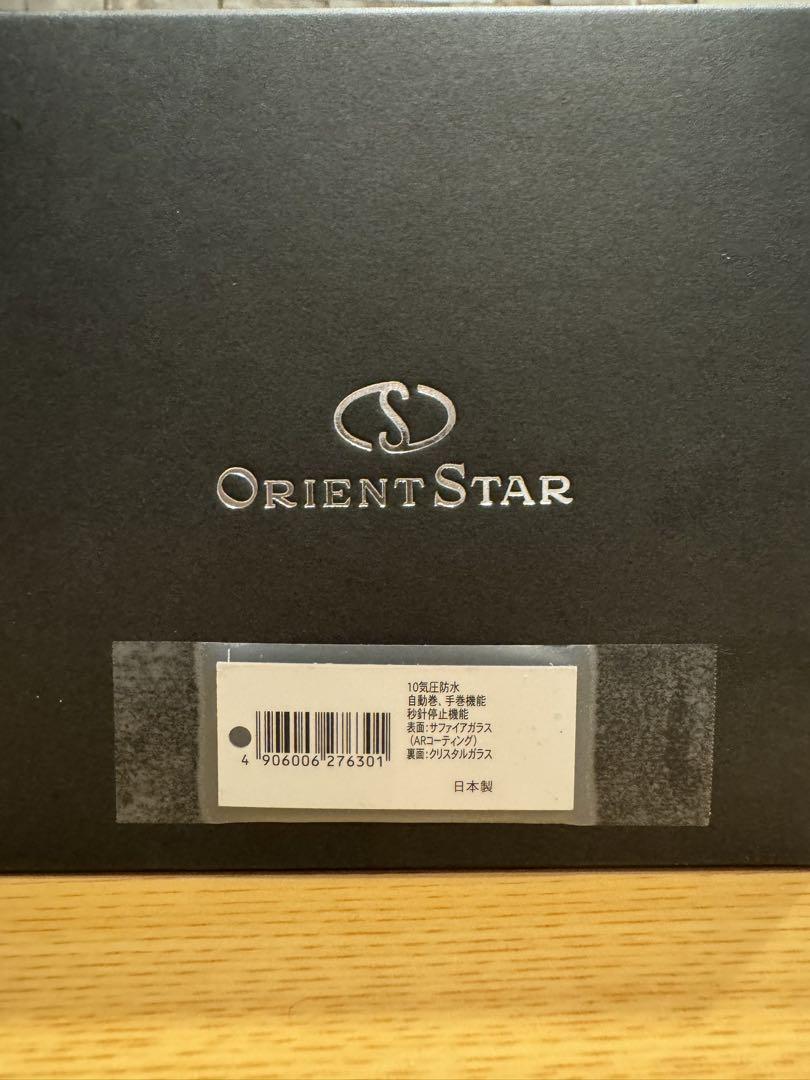 ORIENT STAR
10気圧防水
自動巻、手巻機能
秒針停止機能
表面:サファイアガラス
(ARコーティング)
裏面:クリスタルガラス
4 906006 276301
日本製